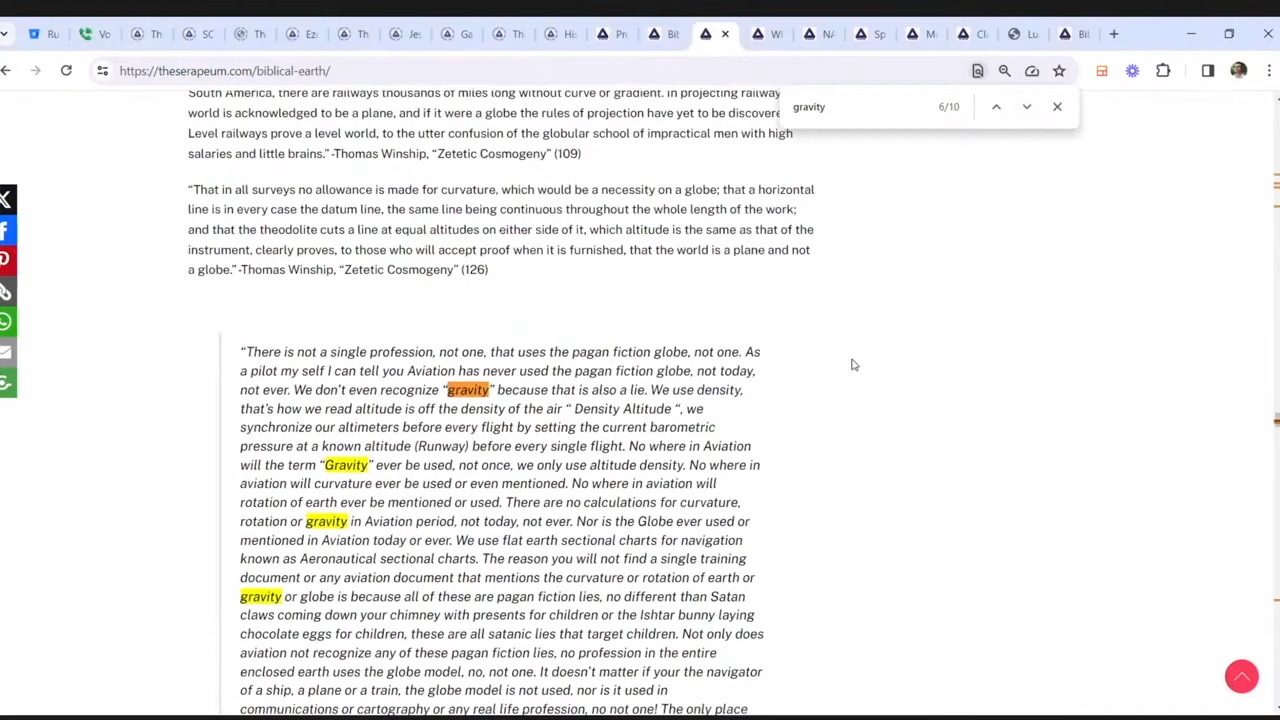 Ru
Vo
Th
SC
Th
Ez
Th
Je
Ga
Th
Hi
Pr
Bit
W
NA
Sp
M
Cl
Lu
Bil
https://theserapeum.com/biblical-earth/
gravity
6/10
South America, there are railways thousands of miles long without curve or gradient. In projecting railway
world is acknowledged to be a plane, and if it were a globe the rules of projection have yet to be discovere
Level railways prove a level world, to the utter confusion of the globular school of impractical men with high
salaries and little brains.” -Thomas Winship, “Zetetic Cosmogeny” (109)
“That in all surveys no allowance is made for curvature, which would be a necessity on a globe; that a horizontal
line is in every case the datum line, the same line being continuous throughout the whole length of the work;
and that the theodolite cuts a line at equal altitudes on either side of it, which altitude is the same as that of the
instrument, clearly proves, to those who will accept proof when it is furnished, that the world is a plane and not
a globe.” -Thomas Winship, “Zetetic Cosmogeny” (126)
“There is not a single profession, not one, that uses the pagan fiction globe, not one. As
a pilot my self I can tell you Aviation has never used the pagan fiction globe, not today,
not ever. We don’t even recognize “gravity” because that is also a lie. We use density,
that’s how we read altitude is off the density of the air “ Density Altitude “, we
synchronize our altimeters before every flight by setting the current barometric
pressure at a known altitude (Runway) before every single flight. No where in Aviation
will the term “Gravity” ever be used, not once, we only use altitude density. No where in
aviation will curvature ever be used or even mentioned. No where in aviation will
rotation of earth ever be mentioned or used. There are no calculations for curvature,
rotation or gravity in Aviation period, not today, not ever. Nor is the Globe ever used or
mentioned in Aviation today or ever. We use flat earth sectional charts for navigation
known as Aeronautical sectional charts. The reason you will not find a single training
document or any aviation document that mentions the curvature or rotation of earth or
gravity or globe is because all of these are pagan fiction lies, no different than Satan
claws coming down your chimney with presents for children or the Ishtar bunny laying
chocolate eggs for children, these are all satanic lies that target children. Not only does
aviation not recognize any of these pagan fiction lies, no profession in the entire
enclosed earth uses the globe model, no, not one. It doesn’t matter if your the navigator
of a ship, a plane or a train, the globe model is not used, nor is it used in
communications or cartography or any real life profession, no not one! The only place